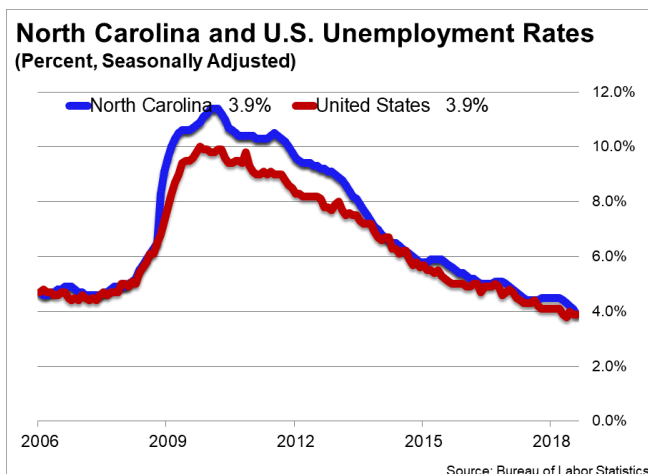 North Carolina and U.S. Unemployment Rates
(Percent, Seasonally Adjusted)
North Carolina 3.9% United States 3.9%
12.0%
10.0%
8.0%
6.0%
4.0%
2.0%
0.0%
2006 2009 2012 2015 2018
Source: Bureau of Labor Statistics